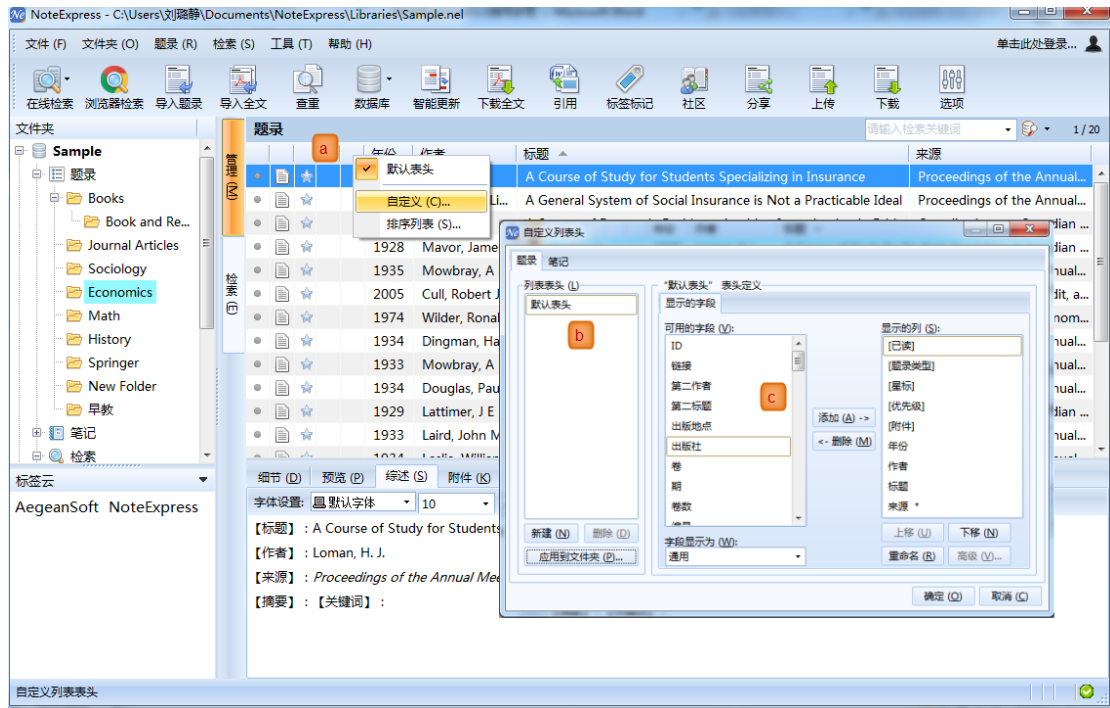 NoteExpress - C:\Users\刘璐静\Documents\NoteExpress\Libraries\Sample.nel
文件 (F) 文件夹 (O) 题录 (R) 检索 (S) 工具 (T) 帮助 (H) 单击此处登录...
在线检索 浏览器检索 导入题录 导入全文 查重 数据库 智能更新 下载全文 引用 标签标记 社区 分享 上传 下载 选项
文件夹
Sample
题录
Books
Book and Re...
Journal Articles
Sociology
Economics
Math
History
Springer
New Folder
早教
笔记
检索
标签云
AegeanSoft NoteExpress
管理 (M)
检索 (E)
题录 请输入检索关键词 1/20
a
年份 作者 标题 来源
默认表头
自定义 (C)...
排序列表 (S)...
A Course of Study for Students Specializing in Insurance Proceedings of the Annual...
Li... A General System of Social Insurance is Not a Practicable Ideal Proceedings of the Annual...
dian ...
1928 Mavor, Jame dian ...
1935 Mowbray, A nual...
2005 Cull, Robert J dit, a...
1974 Wilder, Ronal nom...
1934 Dingman, Ha nual...
1933 Mowbray, A nual...
1934 Douglas, Pau nual...
1929 Lattimer, J E dian ...
1933 Laird, John M nual...
1934 Leslie, William
细节 (D) 预览 (P) 综述 (S) 附件 (K)
字体设置: 默认字体 10
【标题】: A Course of Study for Students
【作者】: Loman, H. J.
【来源】: Proceedings of the Annual Mee
【摘要】: 【关键词】:
自定义列表头
题录 笔记
列表表头 (L)
默认表头
b
新建 (N) 删除 (D)
应用到文件夹 (P)...
"默认表头" 表头定义
显示的字段
可用的字段 (V):
ID
链接
第二作者
第二标题
出版地点
出版社
卷
期
卷数
c
字段显示为 (W):
通用
添加 (A) ->
<- 删除 (M)
显示的列 (S):
[已读]
[题录类型]
[星标]
[优先级]
[附件]
年份
作者
标题
来源 *
上移 (U) 下移 (N)
重命名 (R) 高级 (V)...
确定 (O) 取消 (C)
自定义列表表头